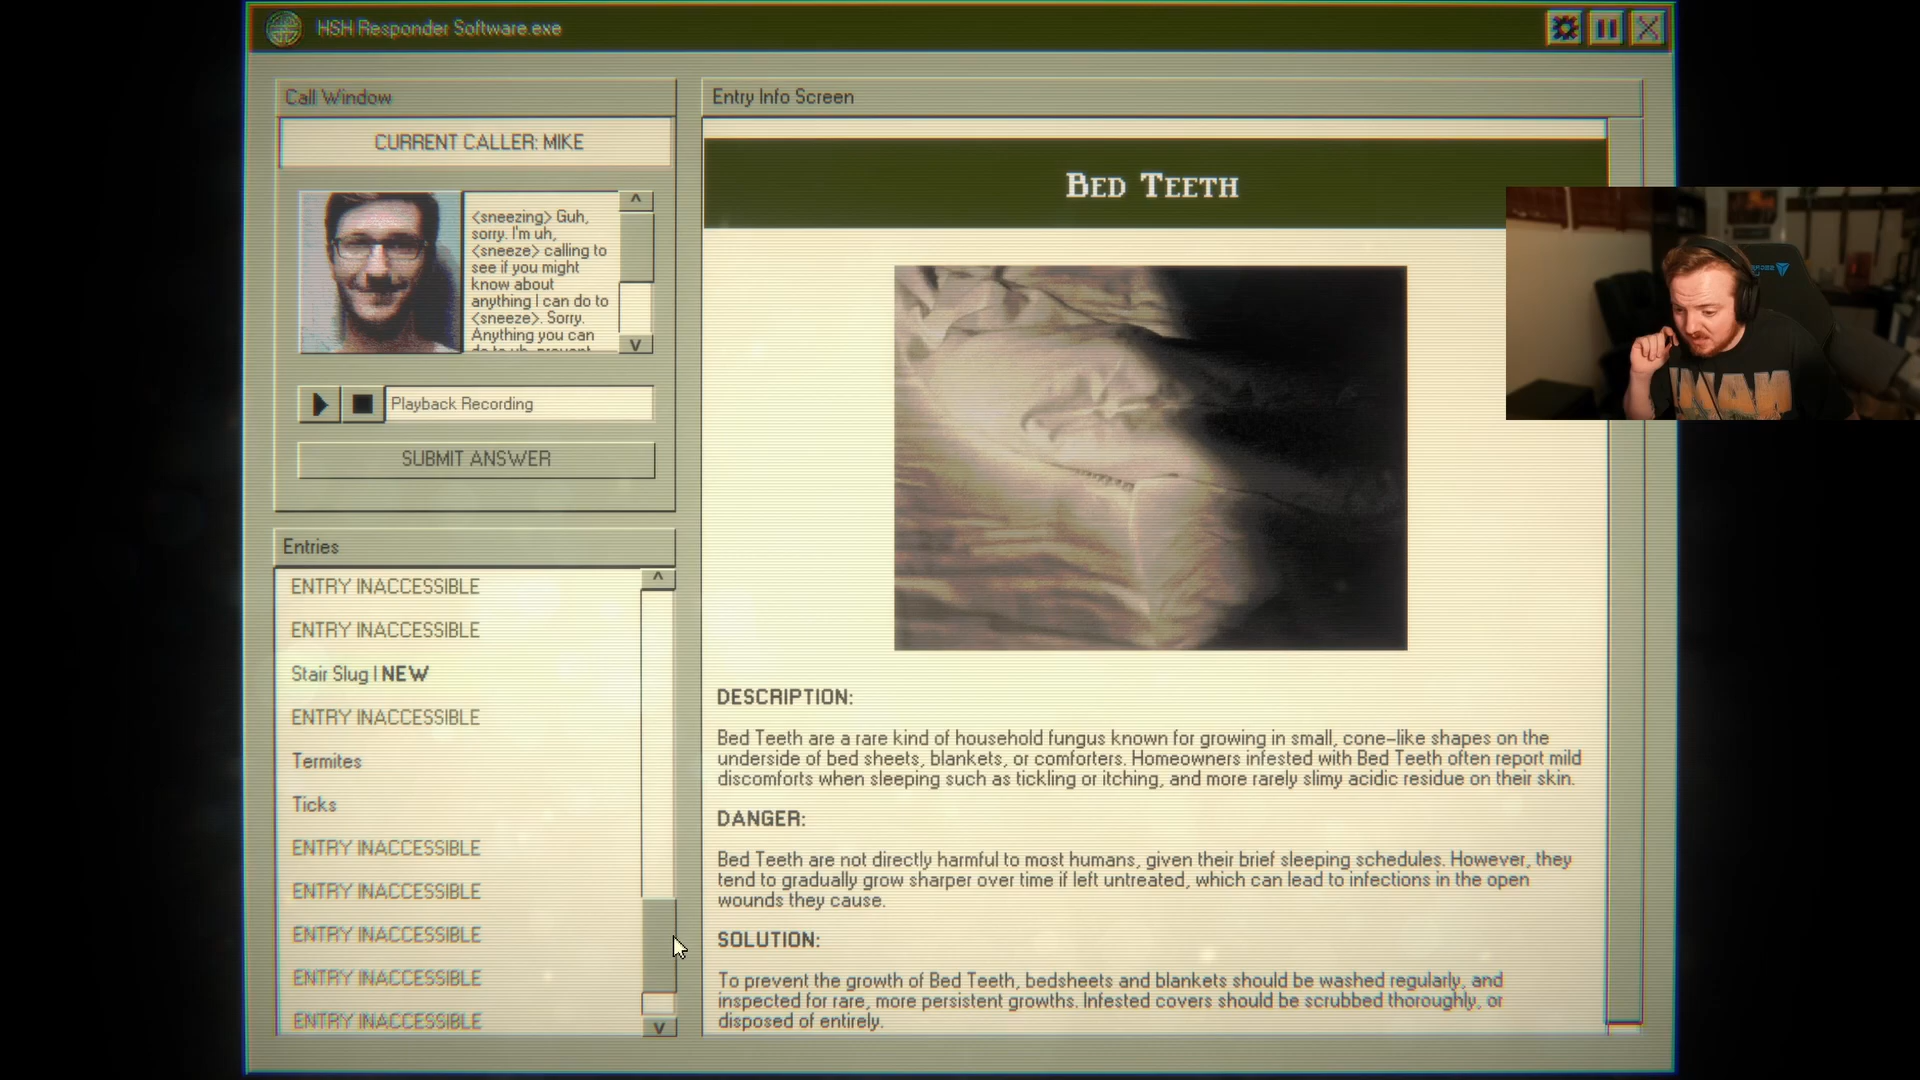 HSH Responder Software.exe
Call Window
CURRENT CALLER: MIKE
<sneezing> Guh,
sorry. I'm uh,
<sneeze> calling to
see if you might
know about
anything I can do to
<sneeze>. Sorry.
Anything you can
Playback Recording
SUBMIT ANSWER
Entries
ENTRY INACCESSIBLE
ENTRY INACCESSIBLE
Stair Slug | NEW
ENTRY INACCESSIBLE
Termites
Ticks
ENTRY INACCESSIBLE
ENTRY INACCESSIBLE
ENTRY INACCESSIBLE
ENTRY INACCESSIBLE
ENTRY INACCESSIBLE
Entry Info Screen
BED TEETH
DESCRIPTION:
Bed Teeth are a rare kind of household fungus known for growing in small, cone-like shapes on the
underside of bed sheets, blankets, or comforters. Homeowners infested with Bed Teeth often report mild
discomforts when sleeping such as tickling or itching, and more rarely slimy acidic residue on their skin.
DANGER:
Bed Teeth are not directly harmful to most humans, given their brief sleeping schedules. However, they
tend to gradually grow sharper over time if left untreated, which can lead to infections in the open
wounds they cause.
SOLUTION:
To prevent the growth of Bed Teeth, bedsheets and blankets should be washed regularly, and
inspected for rare, more persistent growths. Infested covers should be scrubbed thoroughly, or
disposed of entirely.